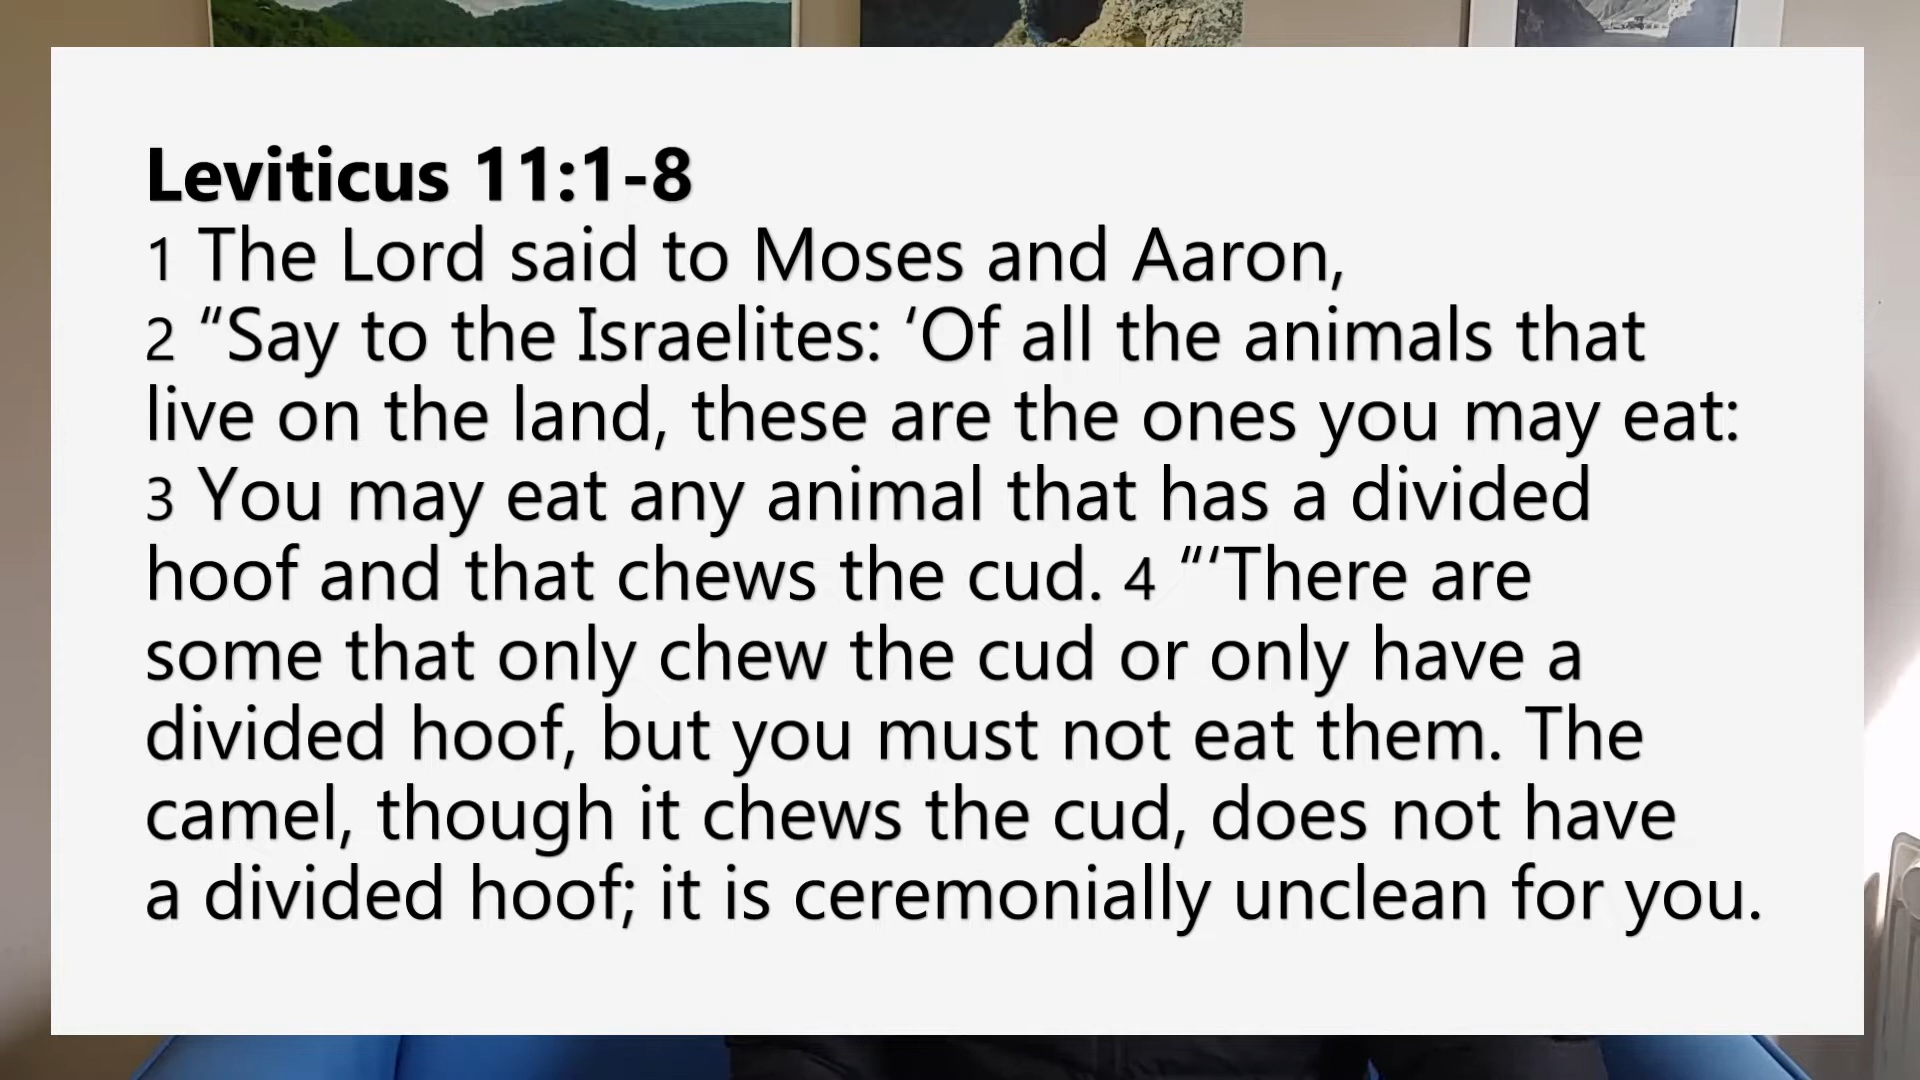 Leviticus 11:1-8
1 The Lord said to Moses and Aaron,
2 “Say to the Israelites: ‘Of all the animals that
live on the land, these are the ones you may eat:
3 You may eat any animal that has a divided
hoof and that chews the cud. 4 “‘There are
some that only chew the cud or only have a
divided hoof, but you must not eat them. The
camel, though it chews the cud, does not have
a divided hoof; it is ceremonially unclean for you.